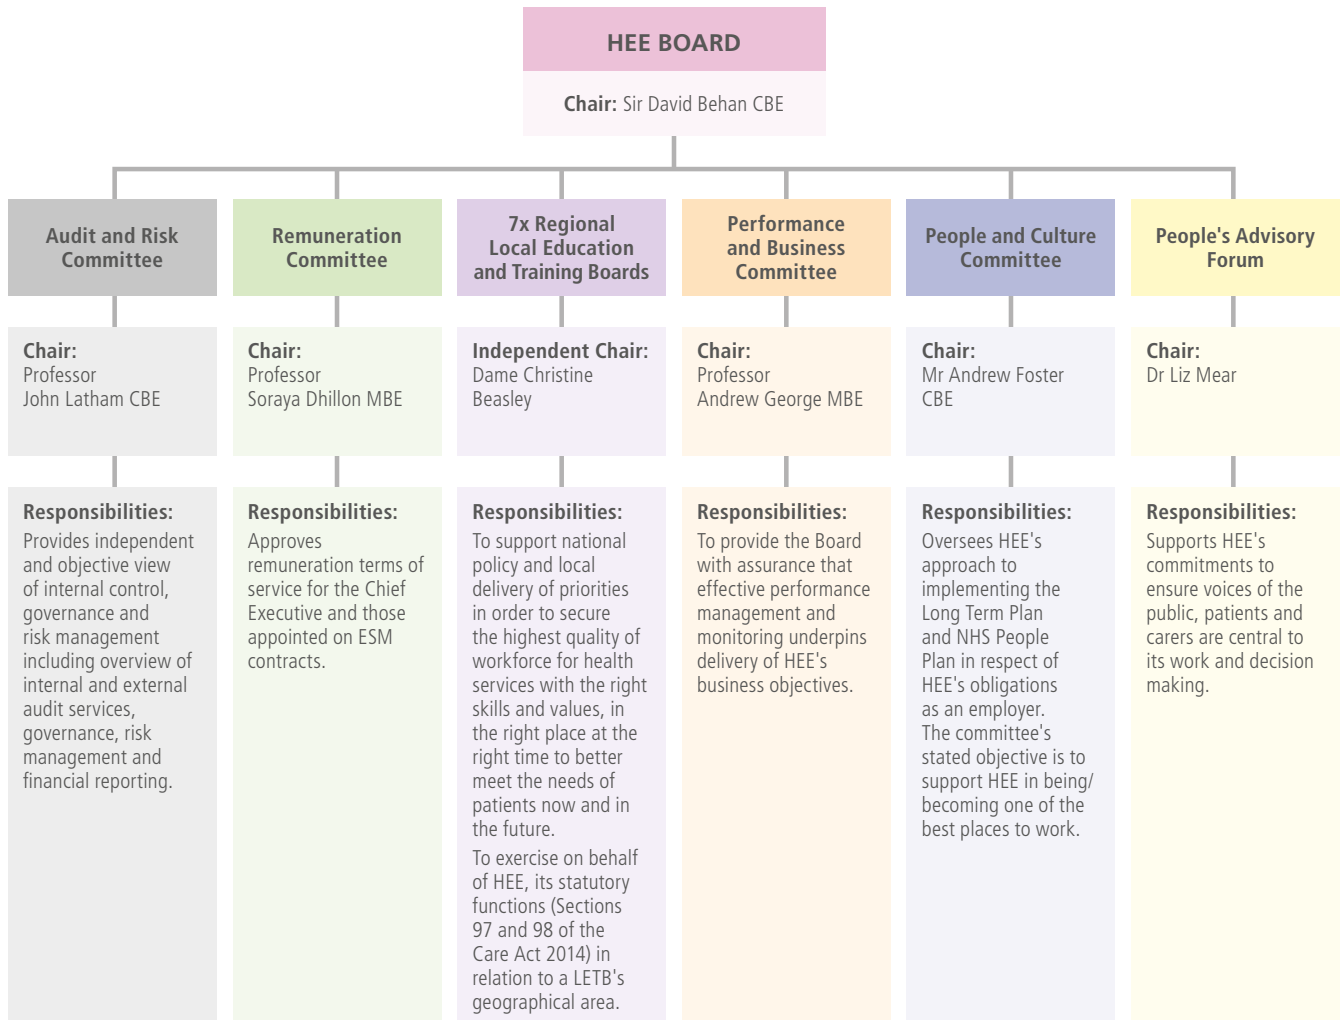 HEE BOARD
Chair: Sir David Behan CBE
Audit and Risk
Committee
Chair:
Professor
John Latham CBE
Responsibilities:
Provides independent
and objective view
of internal control,
governance and
risk management
including overview of
internal and external
audit services,
governance, risk
management and
financial reporting.
Remuneration
Committee
Chair:
Professor
Soraya Dhillon MBE
Responsibilities:
Approves
remuneration terms of
service for the Chief
Executive and those
appointed on ESM
contracts.
7x Regional
Local Education
and Training Boards
Independent Chair:
Dame Christine
Beasley
Responsibilities:
To support national
policy and local
delivery of priorities
in order to secure
the highest quality of
workforce for health
services with the right
skills and values, in
the right place at the
right time to better
meet the needs of
patients now and in
the future.
To exercise on behalf
of HEE, its statutory
functions (Sections
97 and 98 of the
Care Act 2014) in
relation to a LETB's
geographical area.
Performance
and Business
Committee
Chair:
Professor
Andrew George MBE
Responsibilities:
To provide the Board
with assurance that
effective performance
management and
monitoring underpins
delivery of HEE's
business objectives.
People and Culture
Committee
Chair:
Mr Andrew Foster
CBE
Responsibilities:
Oversees HEE's
approach to
implementing the
Long Term Plan
and NHS People
Plan in respect of
HEE's obligations
as an employer.
The committee's
stated objective is to
support HEE in being/
becoming one of the
best places to work.
People's Advisory
Forum
Chair:
Dr Liz Mear
Responsibilities:
Supports HEE's
commitments to
ensure voices of the
public, patients and
carers are central to
its work and decision
making.